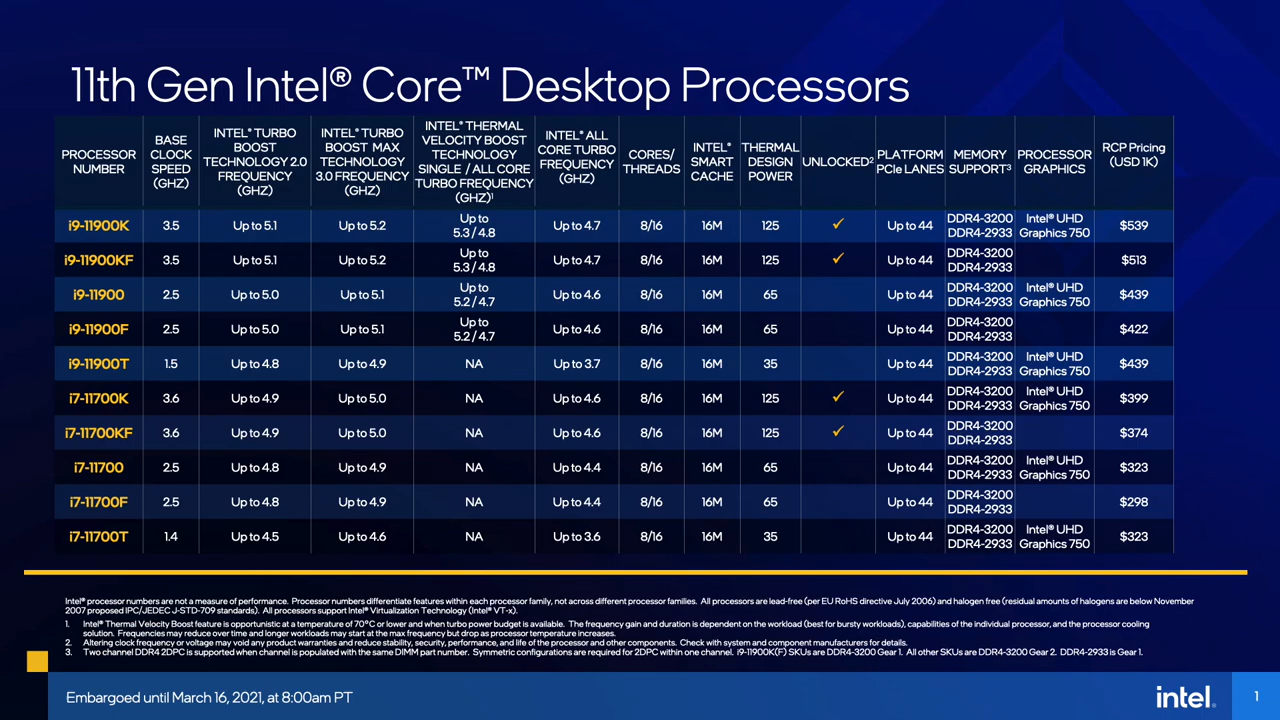 11th Gen Intel® Core™ Desktop Processors
PROCESSOR NUMBER
BASE CLOCK SPEED (GHZ)
INTEL® TURBO BOOST TECHNOLOGY 2.0 FREQUENCY (GHZ)
INTEL® TURBO BOOST MAX TECHNOLOGY 3.0 FREQUENCY (GHZ)
INTEL® THERMAL VELOCITY BOOST TECHNOLOGY SINGLE / ALL CORE TURBO FREQUENCY (GHZ)1
INTEL® ALL CORE TURBO FREQUENCY (GHZ)
CORES/ THREADS
INTEL® SMART CACHE
THERMAL DESIGN POWER
UNLOCKED2
PLATFORM PCIe LANES
MEMORY SUPPORT3
PROCESSOR GRAPHICS
RCP Pricing (USD 1K)
i9-11900K 3.5 Up to 5.1 Up to 5.2 Up to 5.3 / 4.8 Up to 4.7 8/16 16M 125 ✓ Up to 44 DDR4-3200 DDR4-2933 Intel® UHD Graphics 750 $539
i9-11900KF 3.5 Up to 5.1 Up to 5.2 Up to 5.3 / 4.8 Up to 4.7 8/16 16M 125 ✓ Up to 44 DDR4-3200 DDR4-2933 $513
i9-11900 2.5 Up to 5.0 Up to 5.1 Up to 5.2 / 4.7 Up to 4.6 8/16 16M 65 Up to 44 DDR4-3200 DDR4-2933 Intel® UHD Graphics 750 $439
i9-11900F 2.5 Up to 5.0 Up to 5.1 Up to 5.2 / 4.7 Up to 4.6 8/16 16M 65 Up to 44 DDR4-3200 DDR4-2933 $422
i9-11900T 1.5 Up to 4.8 Up to 4.9 NA Up to 3.7 8/16 16M 35 Up to 44 DDR4-3200 DDR4-2933 Intel® UHD Graphics 750 $439
i7-11700K 3.6 Up to 4.9 Up to 5.0 NA Up to 4.6 8/16 16M 125 ✓ Up to 44 DDR4-3200 DDR4-2933 Intel® UHD Graphics 750 $399
i7-11700KF 3.6 Up to 4.9 Up to 5.0 NA Up to 4.6 8/16 16M 125 ✓ Up to 44 DDR4-3200 DDR4-2933 $374
i7-11700 2.5 Up to 4.8 Up to 4.9 NA Up to 4.4 8/16 16M 65 Up to 44 DDR4-3200 DDR4-2933 Intel® UHD Graphics 750 $323
i7-11700F 2.5 Up to 4.8 Up to 4.9 NA Up to 4.4 8/16 16M 65 Up to 44 DDR4-3200 DDR4-2933 $298
i7-11700T 1.4 Up to 4.5 Up to 4.6 NA Up to 3.6 8/16 16M 35 Up to 44 DDR4-3200 DDR4-2933 Intel® UHD Graphics 750 $323
Intel® processor numbers are not a measure of performance. Processor numbers differentiate features within each processor family, not across different processor families. All processors are lead-free (per EU RoHS directive July 2006) and halogen free (residual amounts of halogens are below November
2007 proposed IPC/JEDEC J-STD-709 standards). All processors support Intel® Virtualization Technology (Intel® VT-x).
1. Intel® Thermal Velocity Boost feature is opportunistic at a temperature of 70°C or lower and when turbo power budget is available. The frequency gain and duration is dependent on the workload (best for bursty workloads), capabilities of the individual processor, and the processor cooling
solution. Frequencies may reduce over time and longer workloads may start at the max frequency but drop as processor temperature increases.
2. Altering clock frequency or voltage may void any product warranties and reduce stability, security, performance, and life of the processor and other components. Check with system and component manufacturers for details.
3. Two channel DDR4 2DPC is supported when channel is populated with the same DIMM part number. Symmetric configurations are required for 2DPC within one channel. i9-11900K(F) SKUs are DDR4-3200 Gear 1. All other SKUs are DDR4-3200 Gear 2. DDR4-2933 is Gear 1.
Embargoed until March 16, 2021, at 8:00am PT
intel.
1